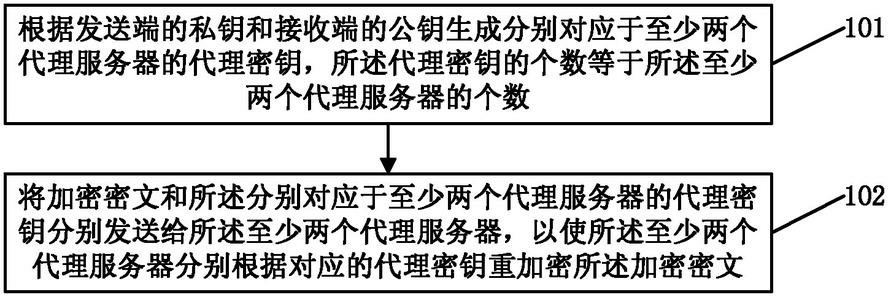 根据发送端的私钥和接收端的公钥生成分别对应于至少两个
代理服务器的代理密钥，所述代理密钥的个数等于所述至少
两个代理服务器的个数
101
将加密密文和所述分别对应于至少两个代理服务器的代理密
钥分别发送给所述至少两个代理服务器，以使所述至少两个
代理服务器分别根据对应的代理密钥重加密所述加密密文
102